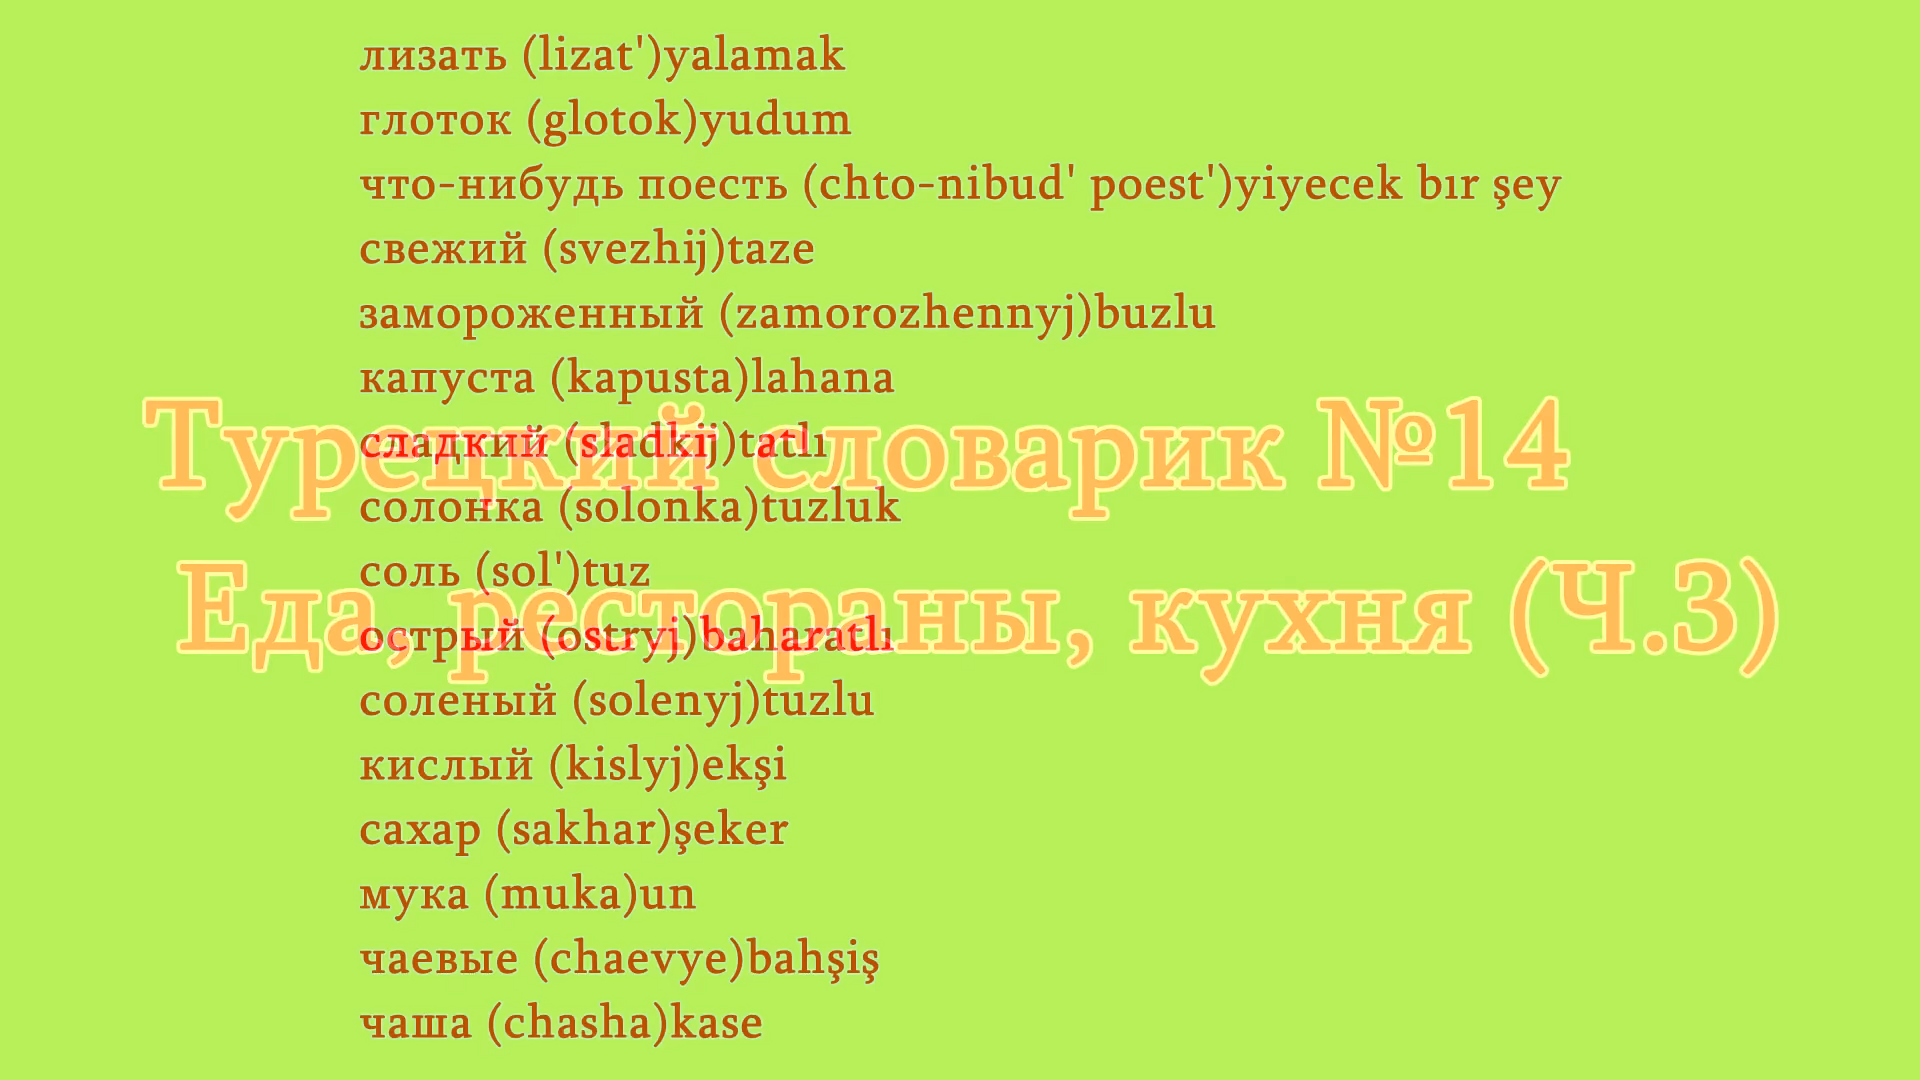 лизать (lizat')yalamak
глоток (glotok)yudum
что-нибудь поесть (chto-nibud' poest')yiyecek bır şey
свежий (svezhij)taze
замороженный (zamorozhennyj)buzlu
капуста (kapusta)lahana
Турецкий словарик №14
сладкий (sladkij)tatlı
солонка (solonka)tuzluk
соль (sol')tuz
Еда, рестораны, кухня (Ч.3)
острый (ostryj)baharatlı
соленый (solenyj)tuzlu
кислый (kislyj)ekşi
сахар (sakhar)şeker
мука (muka)un
чаевые (chaevye)bahşiş
чаша (chasha)kase